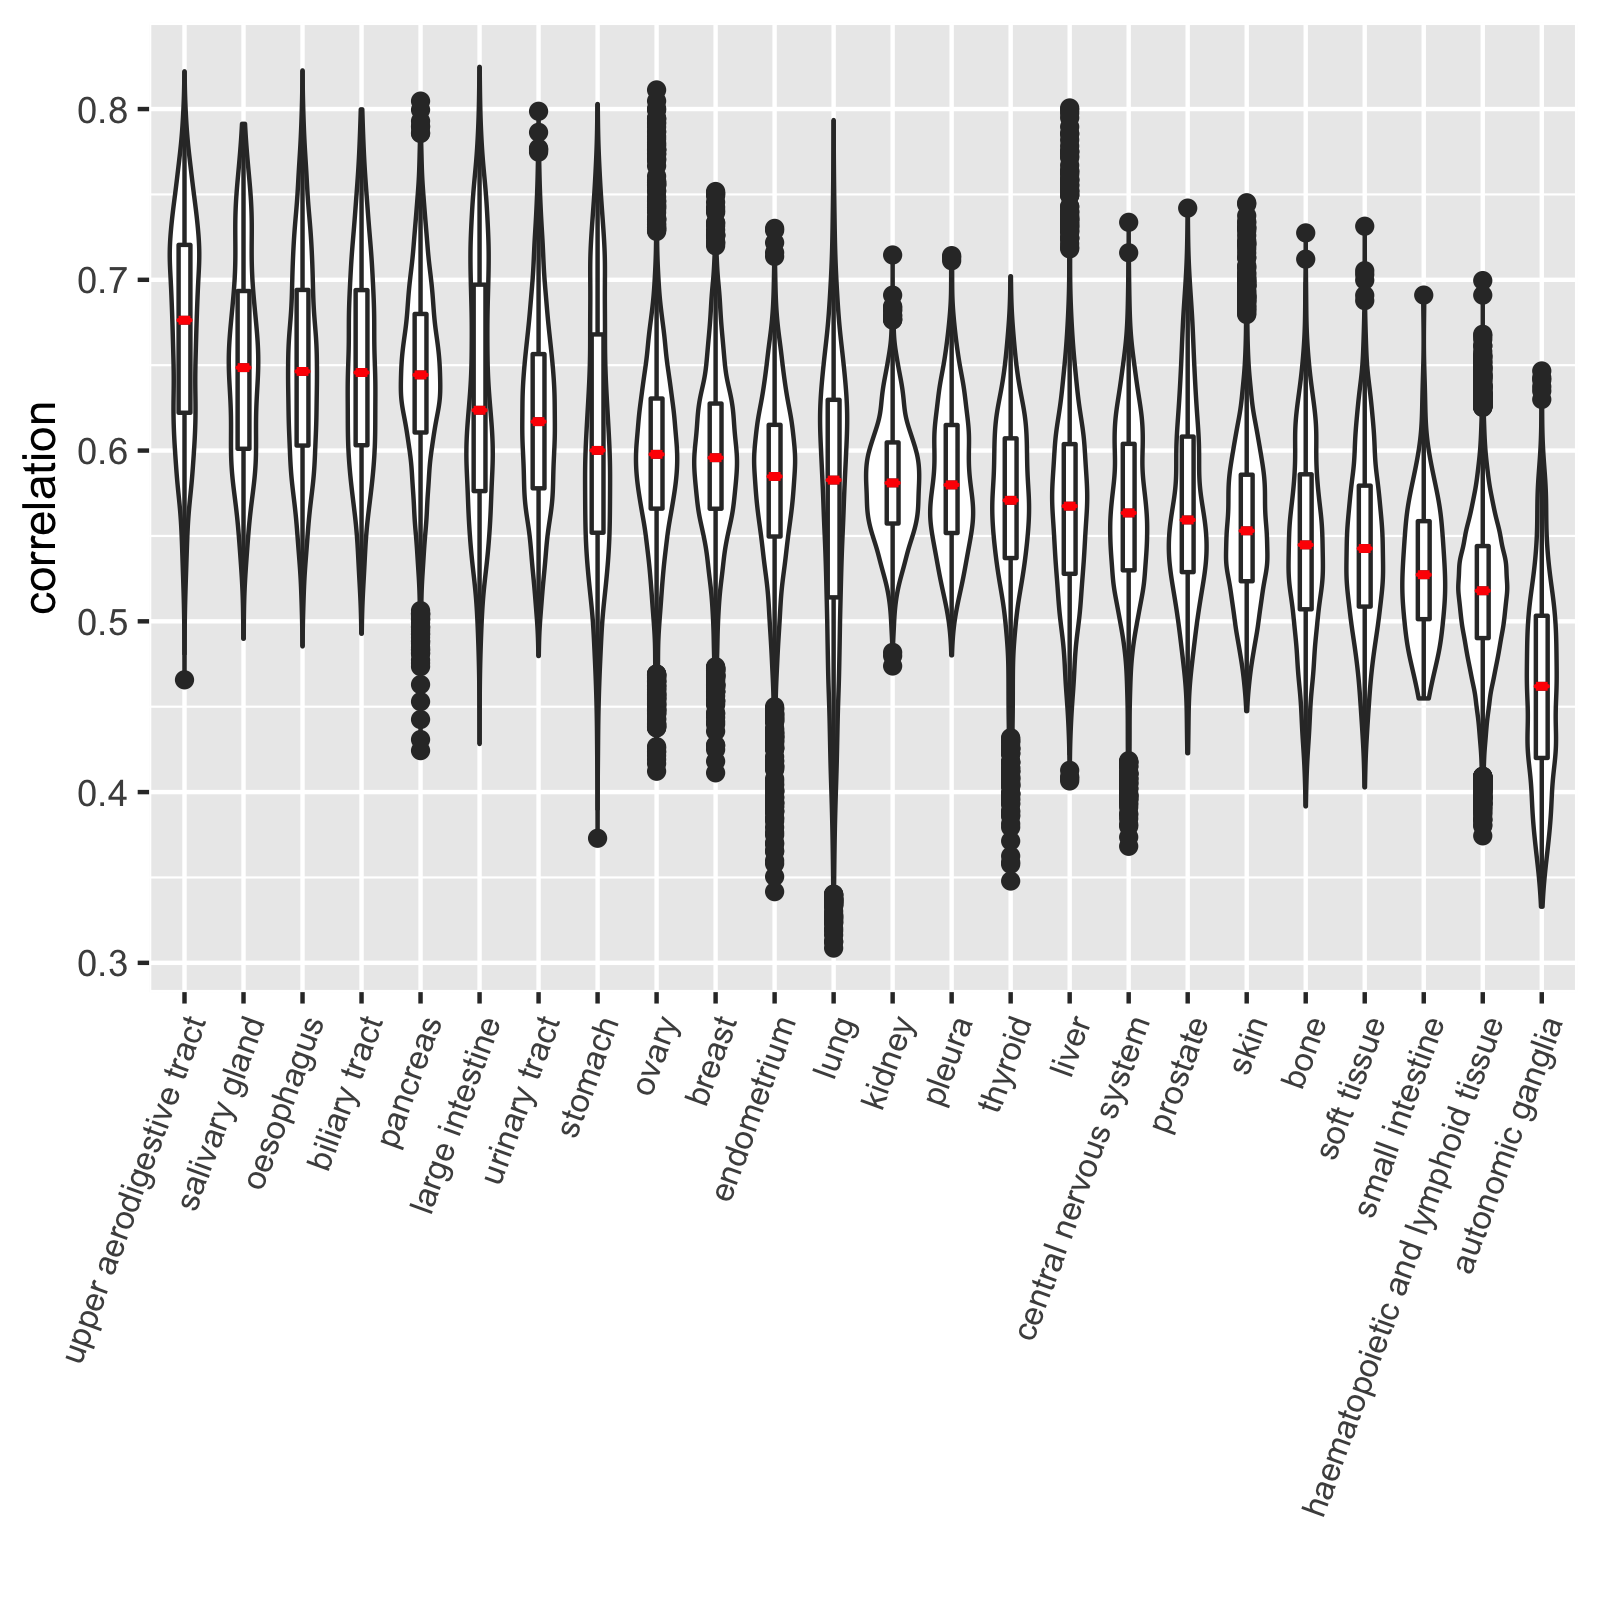 correlation
0.8
0.7
0.6
0.5
0.4
0.3
upper aerodigestive tract
salivary gland
oesophagus
biliary tract
pancreas
large intestine
urinary tract
stomach
ovary
breast
endometrium
lung
kidney
pleura
thyroid
liver
central nervous system
prostate
skin
bone
soft tissue
small intestine
haematopoietic and lymphoid tissue
autonomic ganglia